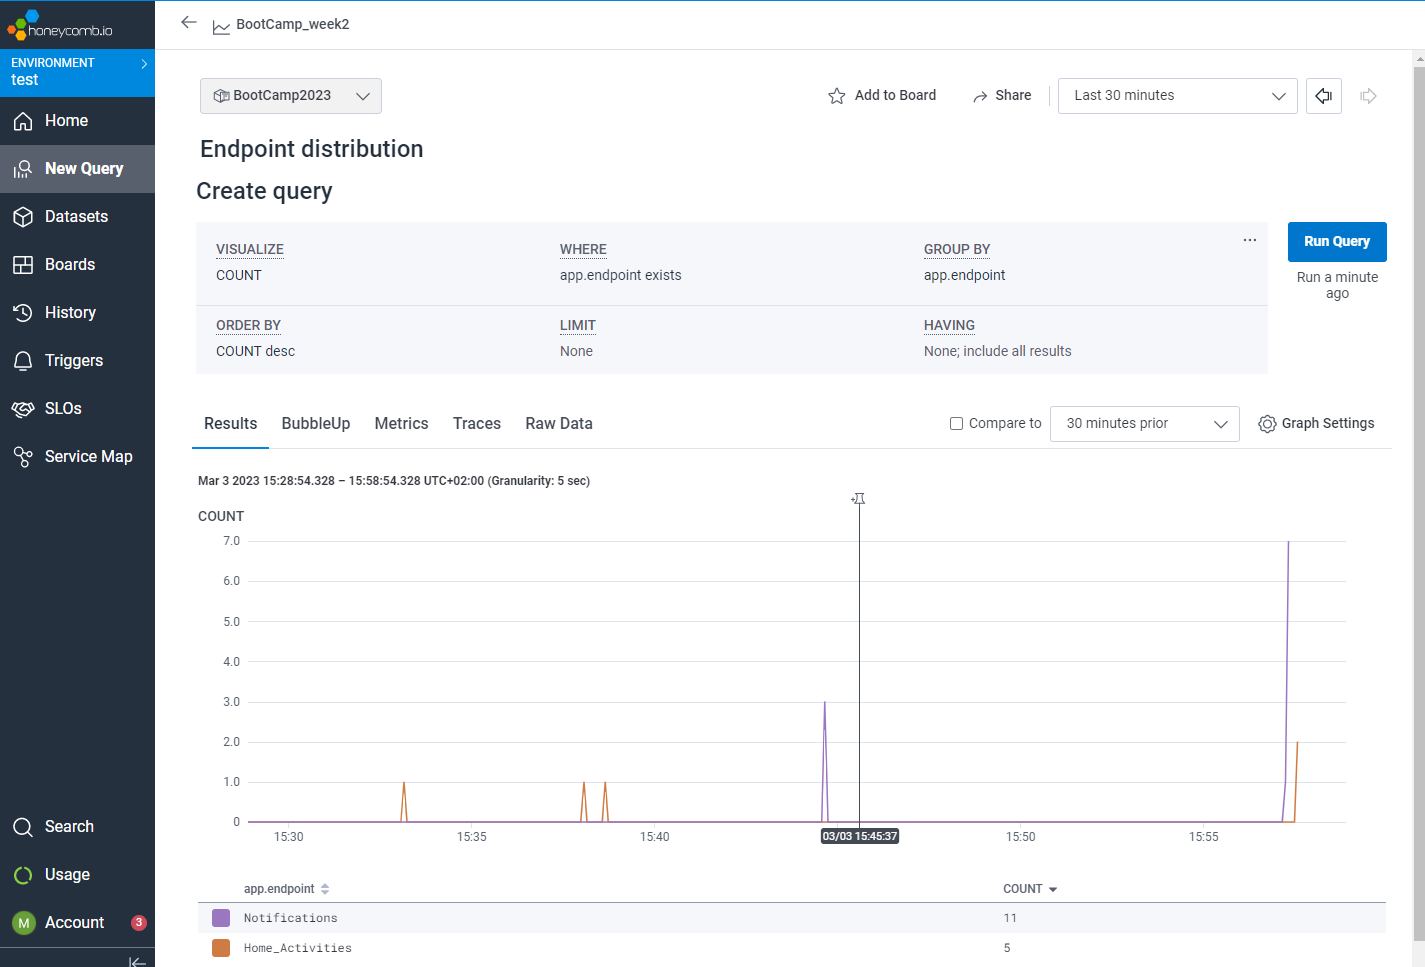 honeycomb.io
ENVIRONMENT
test
Home
New Query
Datasets
Boards
History
Triggers
SLOs
Service Map
Search
Usage
M Account 3
BootCamp_week2
BootCamp2023
Add to Board
Share
Last 30 minutes
Endpoint distribution
Create query
VISUALIZE
COUNT
WHERE
app.endpoint exists
GROUP BY
app.endpoint
ORDER BY
COUNT desc
LIMIT
None
HAVING
None; include all results
Run Query
Run a minute
ago
Results BubbleUp Metrics Traces Raw Data
Compare to 30 minutes prior Graph Settings
Mar 3 2023 15:28:54.328 – 15:58:54.328 UTC+02:00 (Granularity: 5 sec)
COUNT
7.0
6.0
5.0
4.0
3.0
2.0
1.0
0
15:30 15:35 15:40 03/03 15:45:37 15:50 15:55
app.endpoint COUNT
Notifications 11
Home_Activities 5